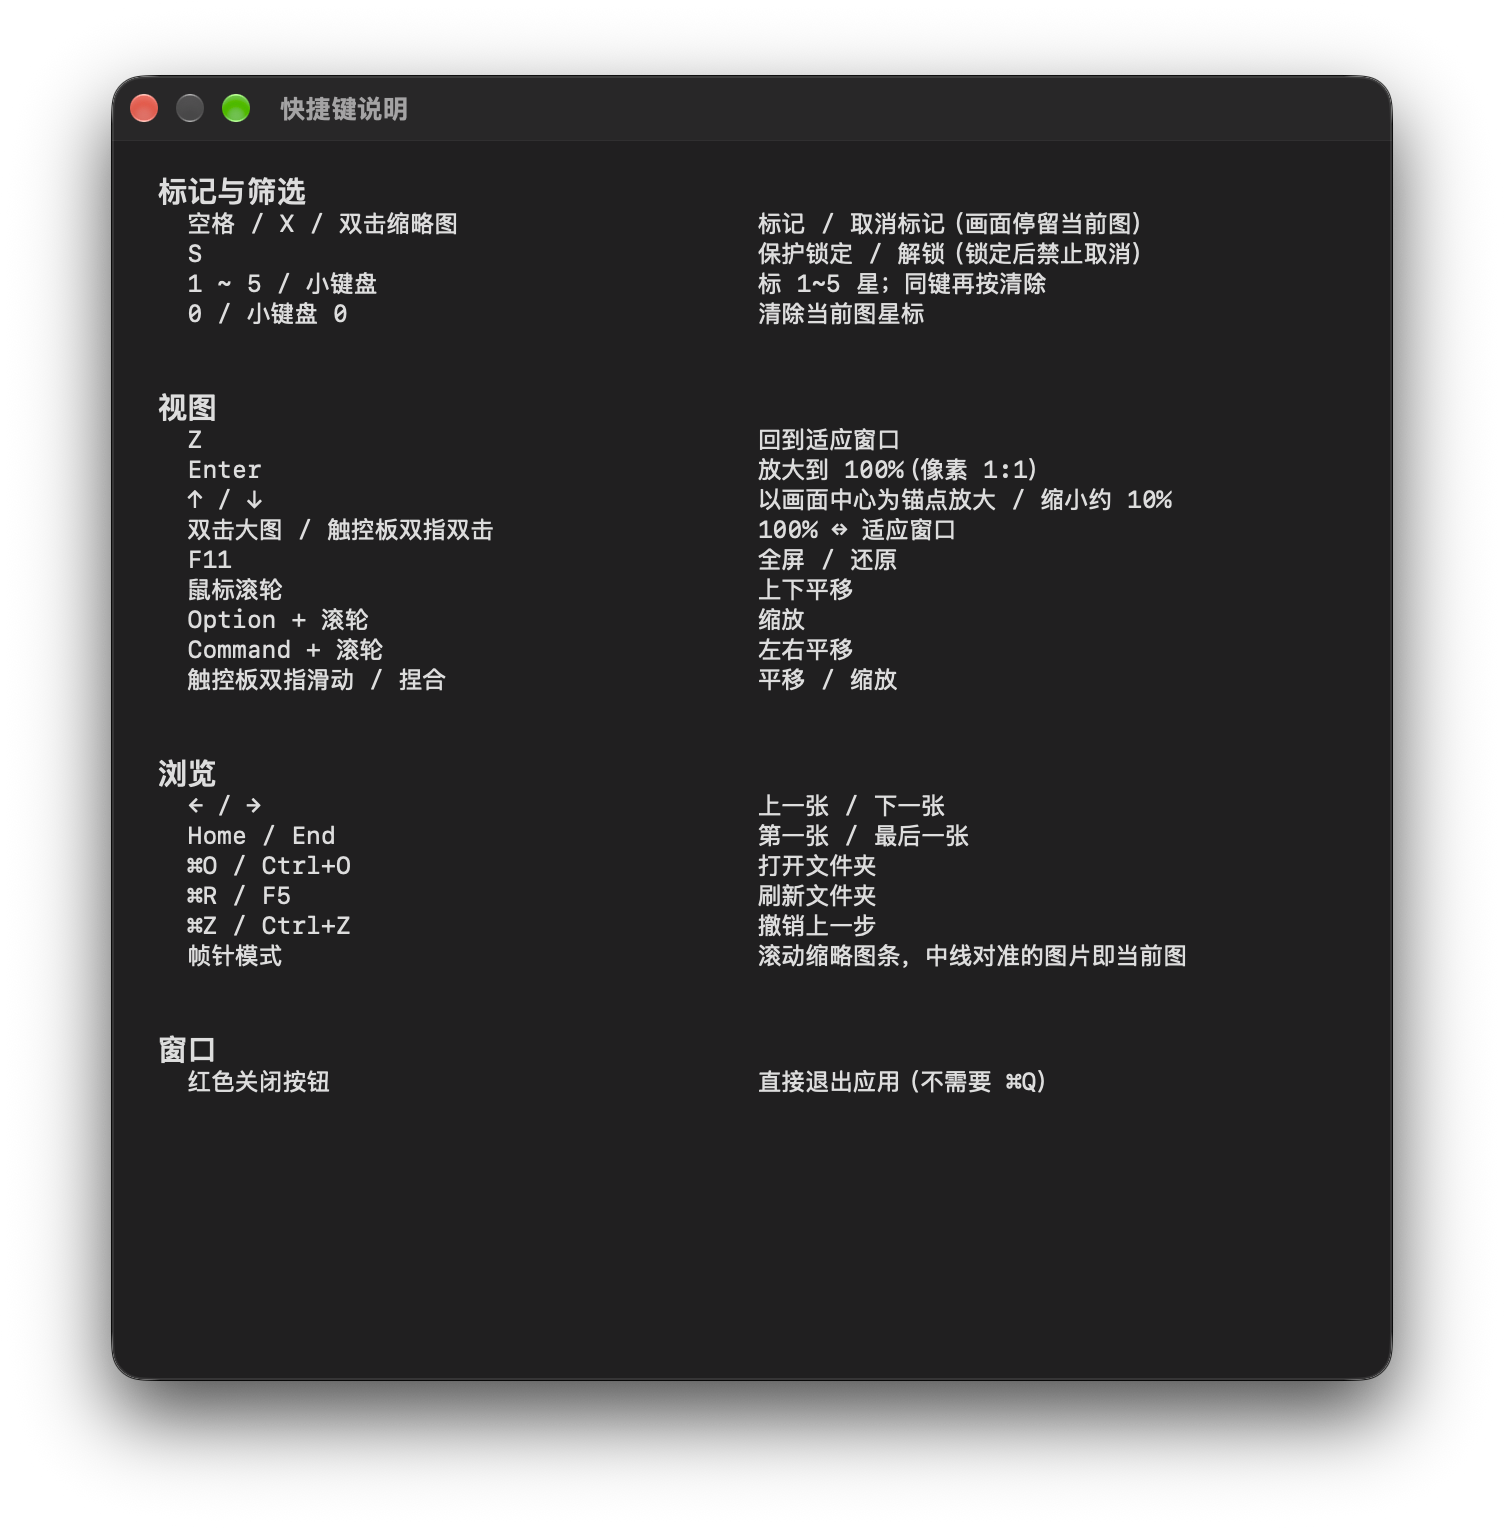 快捷键说明
标记与筛选
空格 / X / 双击缩略图 标记 / 取消标记（画面停留当前图）
S 保护锁定 / 解锁（锁定后禁止取消）
1 ~ 5 / 小键盘 标 1~5 星；同键再按清除
0 / 小键盘 0 清除当前图星标
视图
Z 回到适应窗口
Enter 放大到 100%（像素 1:1）
↑ / ↓ 以画面中心为锚点放大 / 缩小约 10%
双击大图 / 触控板双指双击 100% ↔ 适应窗口
F11 全屏 / 还原
鼠标滚轮 上下平移
Option + 滚轮 缩放
Command + 滚轮 左右平移
触控板双指滑动 / 捏合 平移 / 缩放
浏览
← / → 上一张 / 下一张
Home / End 第一张 / 最后一张
⌘O / Ctrl+O 打开文件夹
⌘R / F5 刷新文件夹
⌘Z / Ctrl+Z 撤销上一步
帧针模式 滚动缩略图条，中线对准的图片即当前图
窗口
红色关闭按钮 直接退出应用（不需要 ⌘Q）